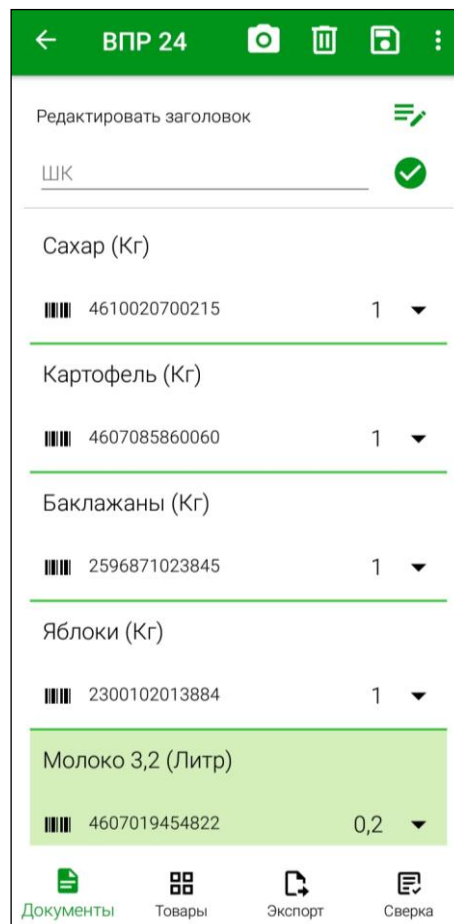 ВПР 24
Редактировать заголовок
ШК
Сахар (Кг)
4610020700215 1
Картофель (Кг)
4607085860060 1
Баклажаны (Кг)
2596871023845 1
Яблоки (Кг)
2300102013884 1
Молоко 3,2 (Литр)
4607019454822 0,2
Документы Товары Экспорт Сверка